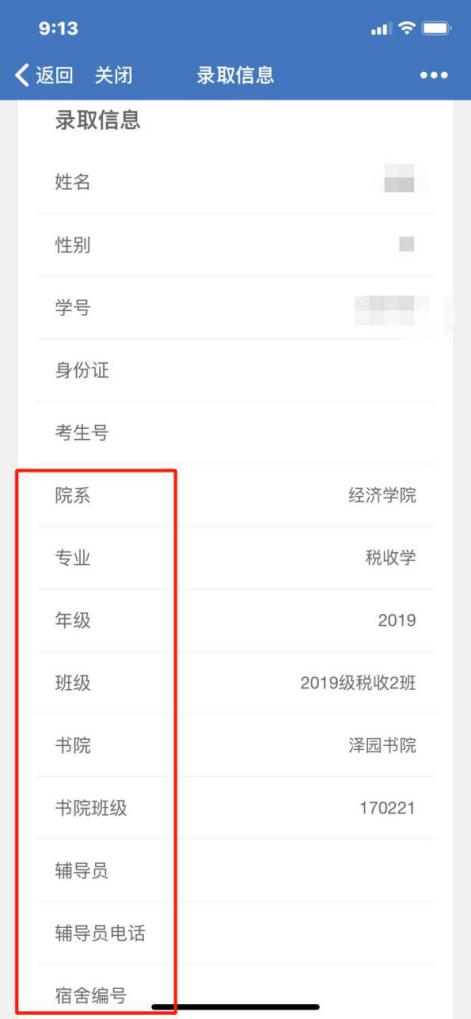 9:13
返回 关闭 录取信息
录取信息
姓名
性别
学号
身份证
考生号
院系 经济学院
专业 税收学
年级 2019
班级 2019级税收2班
书院 泽园书院
书院班级 170221
辅导员
辅导员电话
宿舍编号